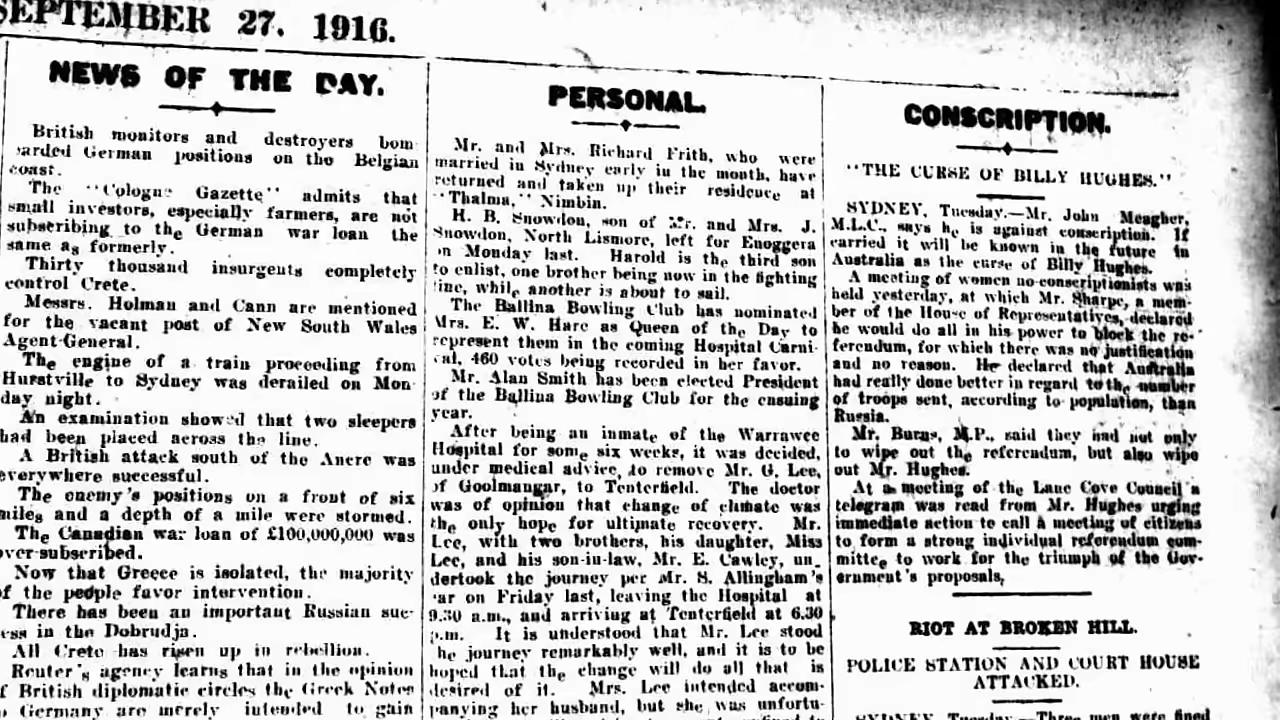 SEPTEMBER 27. 1916.
NEWS OF THE DAY.
British monitors and destroyers bom
arded German positions on the Belgian
coast.
The "Cologne Gazette" admits that
small investors, especially farmers, are not
subscribing to the German war loan the
same as formerly.
Thirty thousand insurgents completely
control Crete.
Messrs. Holman and Cann are mentioned
for the vacant post of New South Wales
Agent-General.
The engine of a train proceeding from
Hurstville to Sydney was derailed on Mon
day night.
An examination showed that two sleepers
had been placed across the line.
A British attack south of the Ancre was
everywhere successful.
The enemy's positions on a front of six
miles and a depth of a mile were stormed.
The Canadian war loan of £100,000,000 was
over-subscribed.
Now that Greece is isolated, the majority
of the people favor intervention.
There has been an important Russian suc-
ess in the Dobrudja.
All Crete has risen up in rebellion.
Reuter's agency learns that in the opinion
f British diplomatic circles the Greek Notes
o Germany are merely intended to gain
PERSONAL.
Mr. and Mrs. Richard Frith, who were
married in Sydney early in the month, have
returned and taken up their residence at
"Thalma," Nimbin.
H. B. Snowdon, son of Mr. and Mrs. J.
Snowdon, North Lismore, left for Enoggera
on Monday last. Harold is the third son
to enlist, one brother being now in the fighting
line, while another is about to sail.
The Ballina Bowling Club has nominated
Mrs. E. W. Hare as Queen of the Day to
represent them in the coming Hospital Carni-
val, 460 votes being recorded in her favor.
Mr. Alan Smith has been elected President
of the Ballina Bowling Club for the ensuing
year.
After being an inmate of the Warrawee
Hospital for some six weeks, it was decided,
under medical advice, to remove Mr. G. Lee,
of Goolmangar, to Tenterfield. The doctor
was of opinion that change of climate was
the only hope for ultimate recovery. Mr.
Lee, with two brothers, his daughter, Miss
Lee, and his son-in-law, Mr. E. Cawley, un-
dertook the journey per Mr. S. Allingham's
car on Friday last, leaving the Hospital at
9.30 a.m., and arriving at Tenterfield at 6.30
p.m. It is understood that Mr. Lee stood
the journey remarkably well, and it is to be
hoped that the change will do all that is
desired of it. Mrs. Lee intended accom-
panying her husband, but she was unfortu-
CONSCRIPTION.
"THE CURSE OF BILLY HUGHES."
SYDNEY, Tuesday.—Mr. John Meagher,
M.L.C., says he is against conscription. If
carried it will be known in the future in
Australia as the curse of Billy Hughes.
A meeting of women no-conscriptionists was
held yesterday, at which Mr. Sharpe, a mem-
ber of the House of Representatives, declared
he would do all in his power to block the re-
ferendum, for which there was no justification
and no reason. He declared that Australia
had really done better in regard to the number
of troops sent, according to population, than
Russia.
Mr. Burns, M.P., said they had not only
to wipe out the referendum, but also wipe
out Mr. Hughes.
At a meeting of the Lane Cove Council a
telegram was read from Mr. Hughes urging
immediate action to call a meeting of citizens
to form a strong individual referendum com-
mittee to work for the triumph of the Gov-
ernment's proposals,
RIOT AT BROKEN HILL.
POLICE STATION AND COURT HOUSE
ATTACKED.
SYDNEY, Tuesday.—Three men were fined